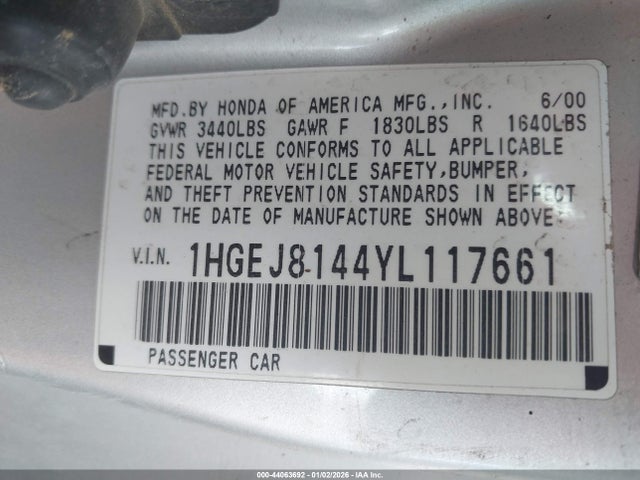 MFD.BY HONDA OF AMERICA MFG.,INC. 6/00
GVWR 3440LBS GAWR F 1830LBS R 1640LBS
THIS VEHICLE CONFORMS TO ALL APPLICABLE
FEDERAL MOTOR VEHICLE SAFETY,BUMPER,
AND THEFT PREVENTION STANDARDS IN EFFECT
ON THE DATE OF MANUFACTURE SHOWN ABOVE.
V.I.N. 1HGEJ8144YL117661
PASSENGER CAR
000-44063692 - 01/02/2026 - IAA Inc.